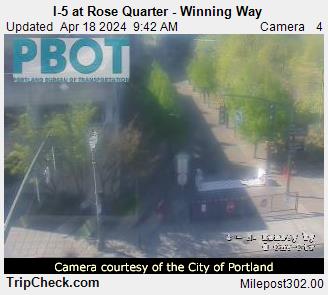 I-5 at Rose Quarter - Winning Way
Updated Apr 18 2024 9:42 AM Camera 4
PBOT
PORTLAND BUREAU OF TRANSPORTATION
Camera courtesy of the City of Portland
TripCheck.com Milepost302.00